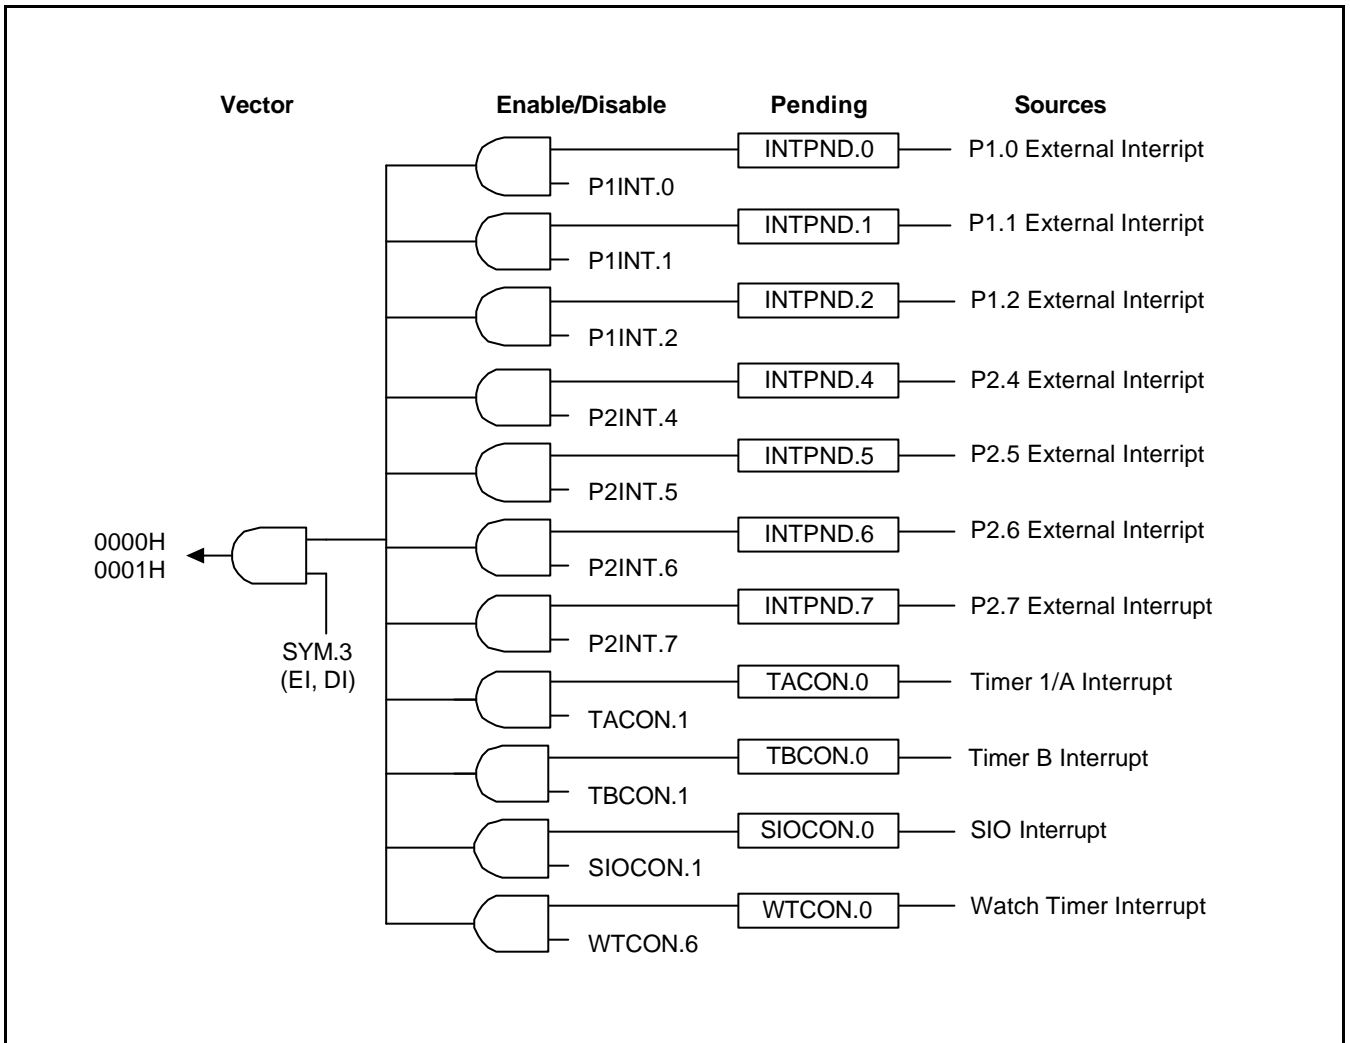 Vector Enable/Disable Pending Sources
INTPND.0 P1.0 External Interript
P1INT.0
INTPND.1 P1.1 External Interript
P1INT.1
INTPND.2 P1.2 External Interript
P1INT.2
INTPND.4 P2.4 External Interript
P2INT.4
INTPND.5 P2.5 External Interript
P2INT.5
INTPND.6 P2.6 External Interript
0000H
0001H
P2INT.6
INTPND.7 P2.7 External Interrupt
P2INT.7
SYM.3
(EI, DI)
TACON.0 Timer 1/A Interrupt
TACON.1
TBCON.0 Timer B Interrupt
TBCON.1
SIOCON.0 SIO Interrupt
SIOCON.1
WTCON.0 Watch Timer Interrupt
WTCON.6